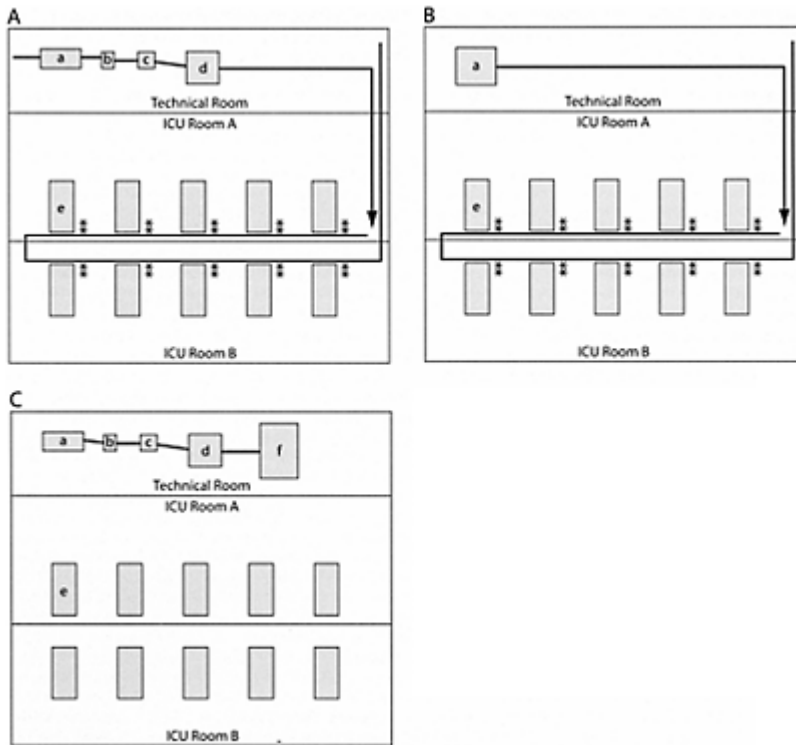 A
a b c d
Technical Room
ICU Room A
e
ICU Room B
B
a
Technical Room
ICU Room A
e
ICU Room B
C
a b c d f
Technical Room
ICU Room A
e
ICU Room B